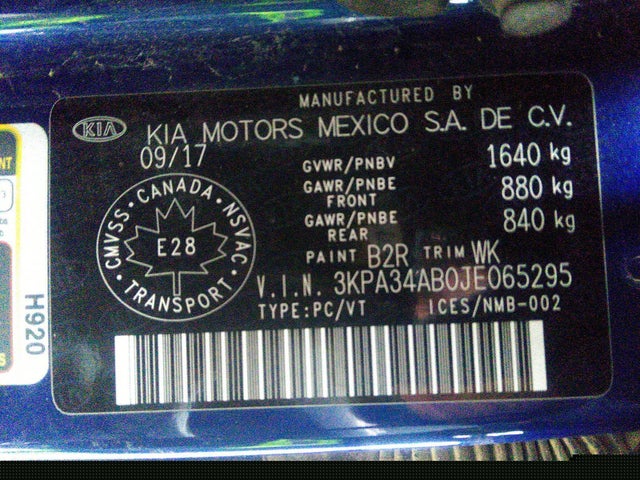 MANUFACTURED BY
KIA
KIA MOTORS MEXICO S.A. DE C.V.
09/17
GVWR/PNBV 1640 kg
GAWR/PNBE FRONT 880 kg
GAWR/PNBE REAR 840 kg
CMVSS • CANADA • NSVAC • TRANSPORT •
E28
PAINT B2R TRIM WK
V.I.N. 3KPA34AB0JE065295
TYPE:PC/VT ICES/NMB-002
H920
NT